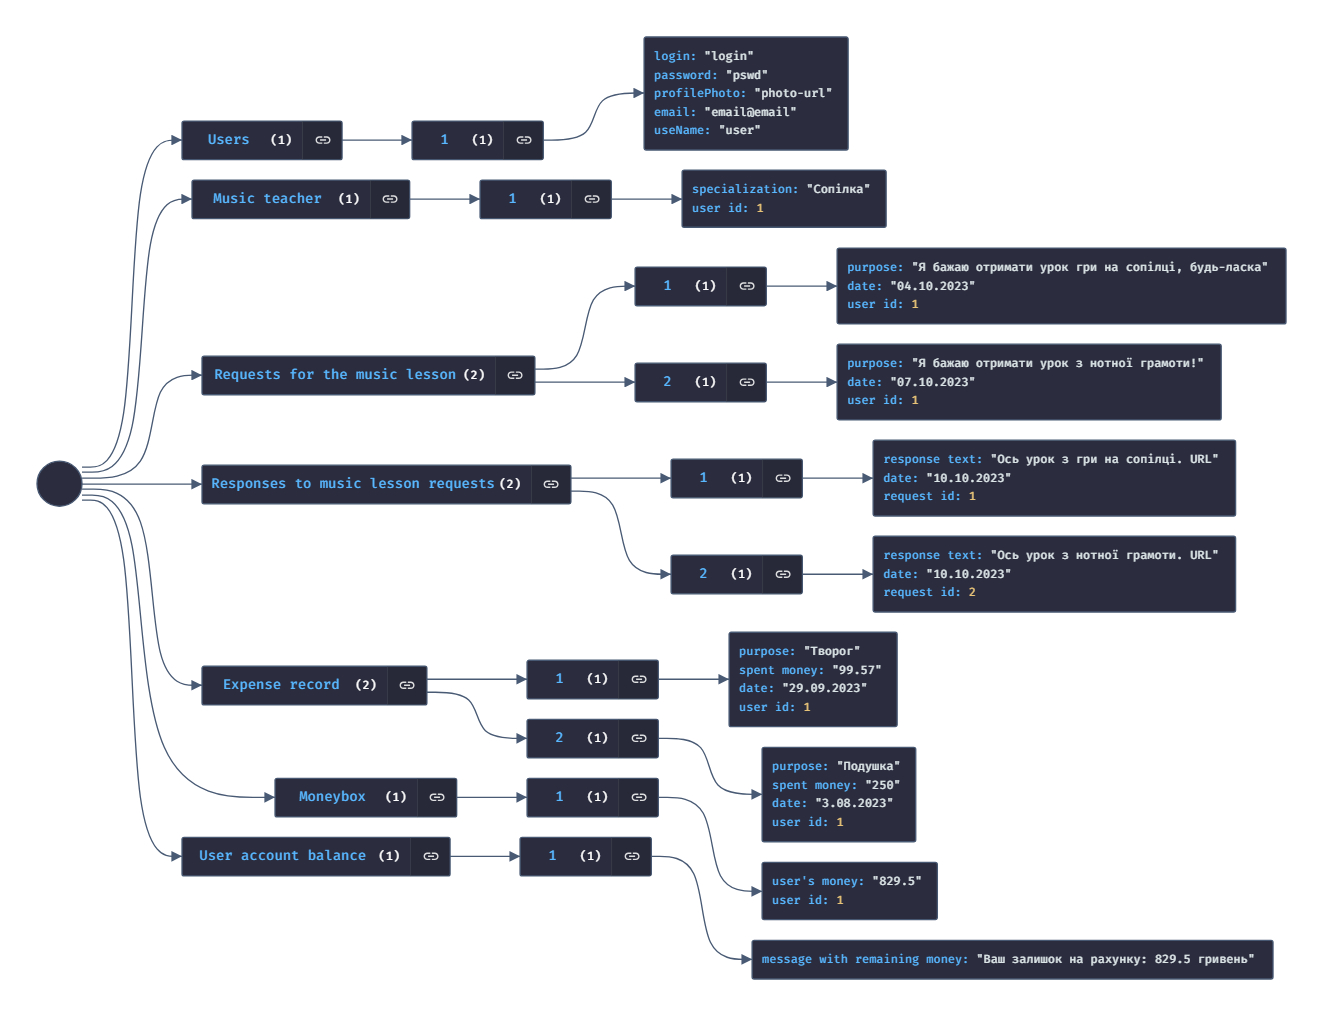 login: "login"
password: "pswd"
profilePhoto: "photo-url"
email: "email@email"
useName: "user"
Users (1)
1 (1)
Music teacher (1)
1 (1)
specialization: "Сопілка"
user id: 1
Requests for the music lesson (2)
1 (1)
purpose: "Я бажаю отримати урок гри на сопілці, будь-ласка"
date: "04.10.2023"
user id: 1
2 (1)
purpose: "Я бажаю отримати урок з нотної грамоти!"
date: "07.10.2023"
user id: 1
Responses to music lesson requests (2)
1 (1)
response text: "Ось урок з гри на сопілці. URL"
date: "10.10.2023"
request id: 1
2 (1)
response text: "Ось урок з нотної грамоти. URL"
date: "10.10.2023"
request id: 2
Expense record (2)
1 (1)
purpose: "Творог"
spent money: "99.57"
date: "29.09.2023"
user id: 1
2 (1)
purpose: "Подушка"
spent money: "250"
date: "3.08.2023"
user id: 1
Moneybox (1)
1 (1)
user's money: "829.5"
user id: 1
User account balance (1)
1 (1)
message with remaining money: "Ваш залишок на рахунку: 829.5 гривень"